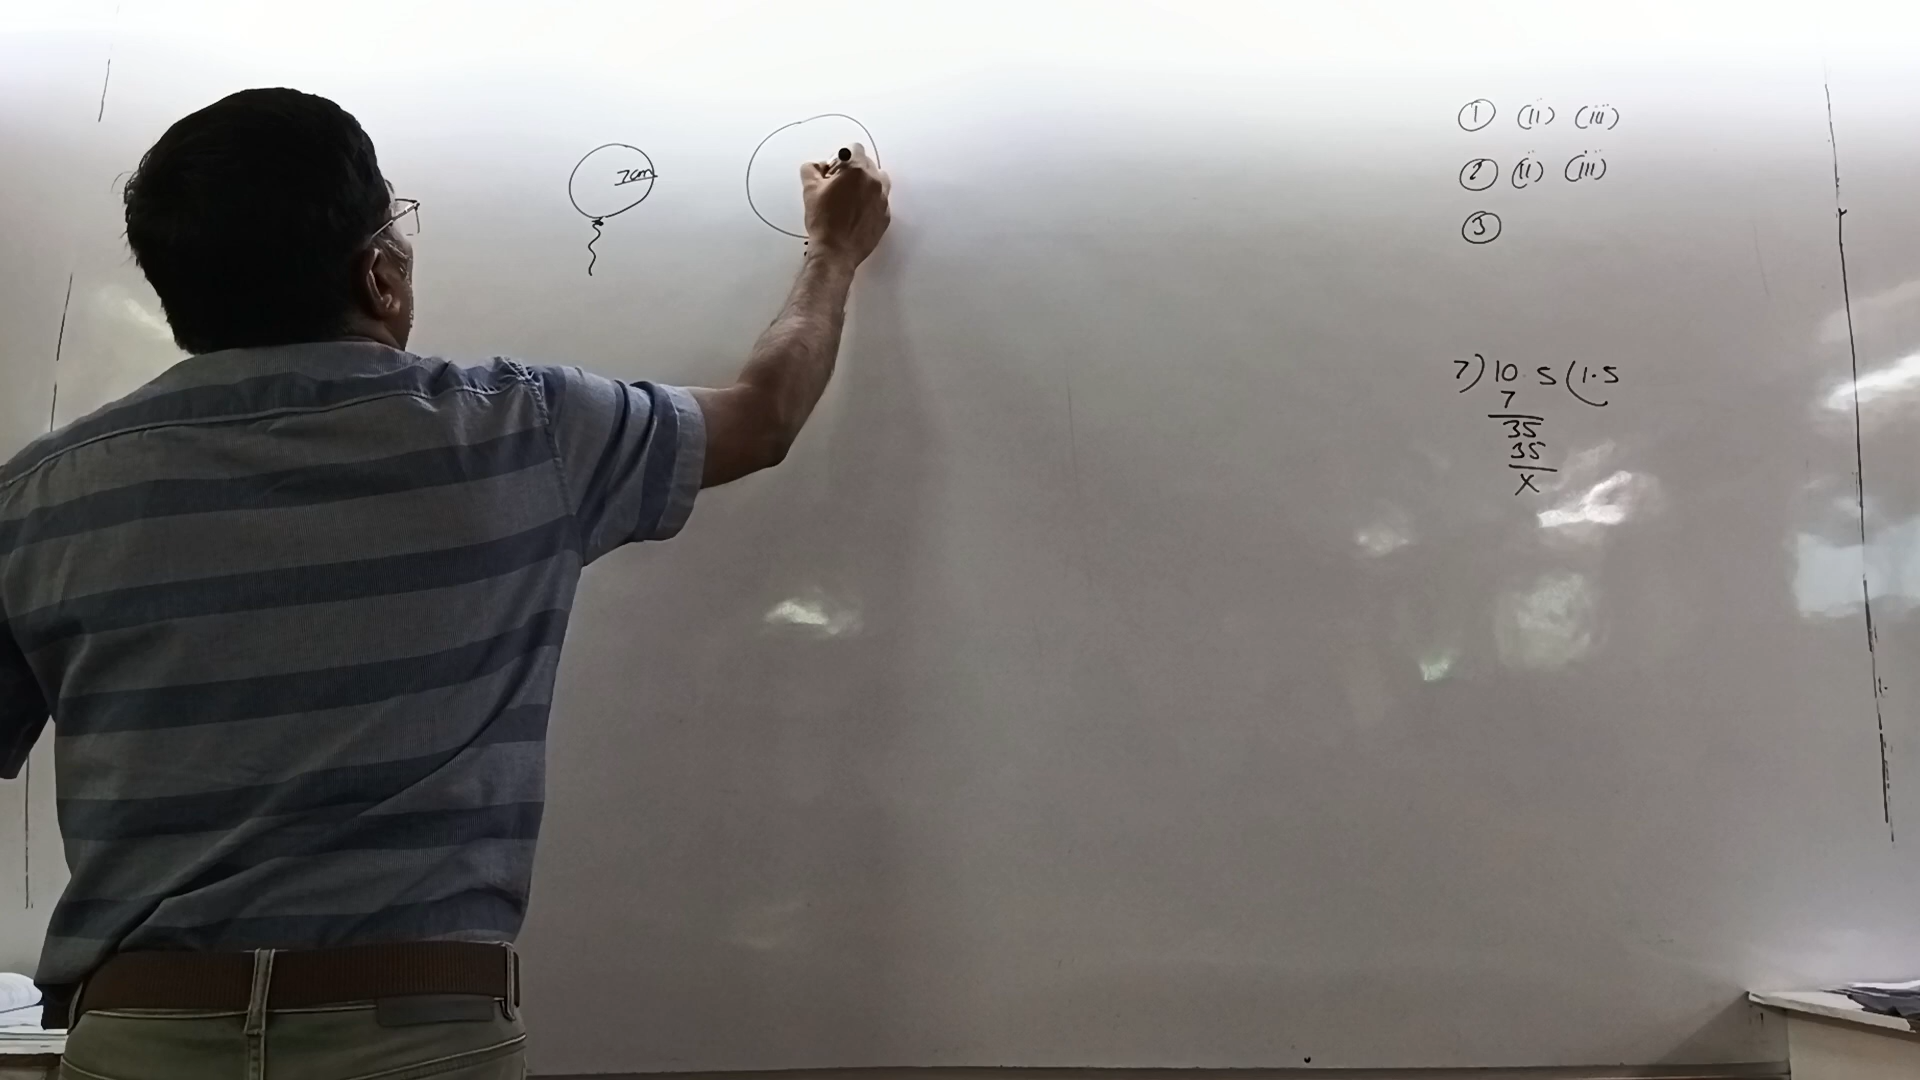 7cm
① (ii) (iii)
② (ii) (iii)
③
7) 10.5 (1.5
7
35
35
x